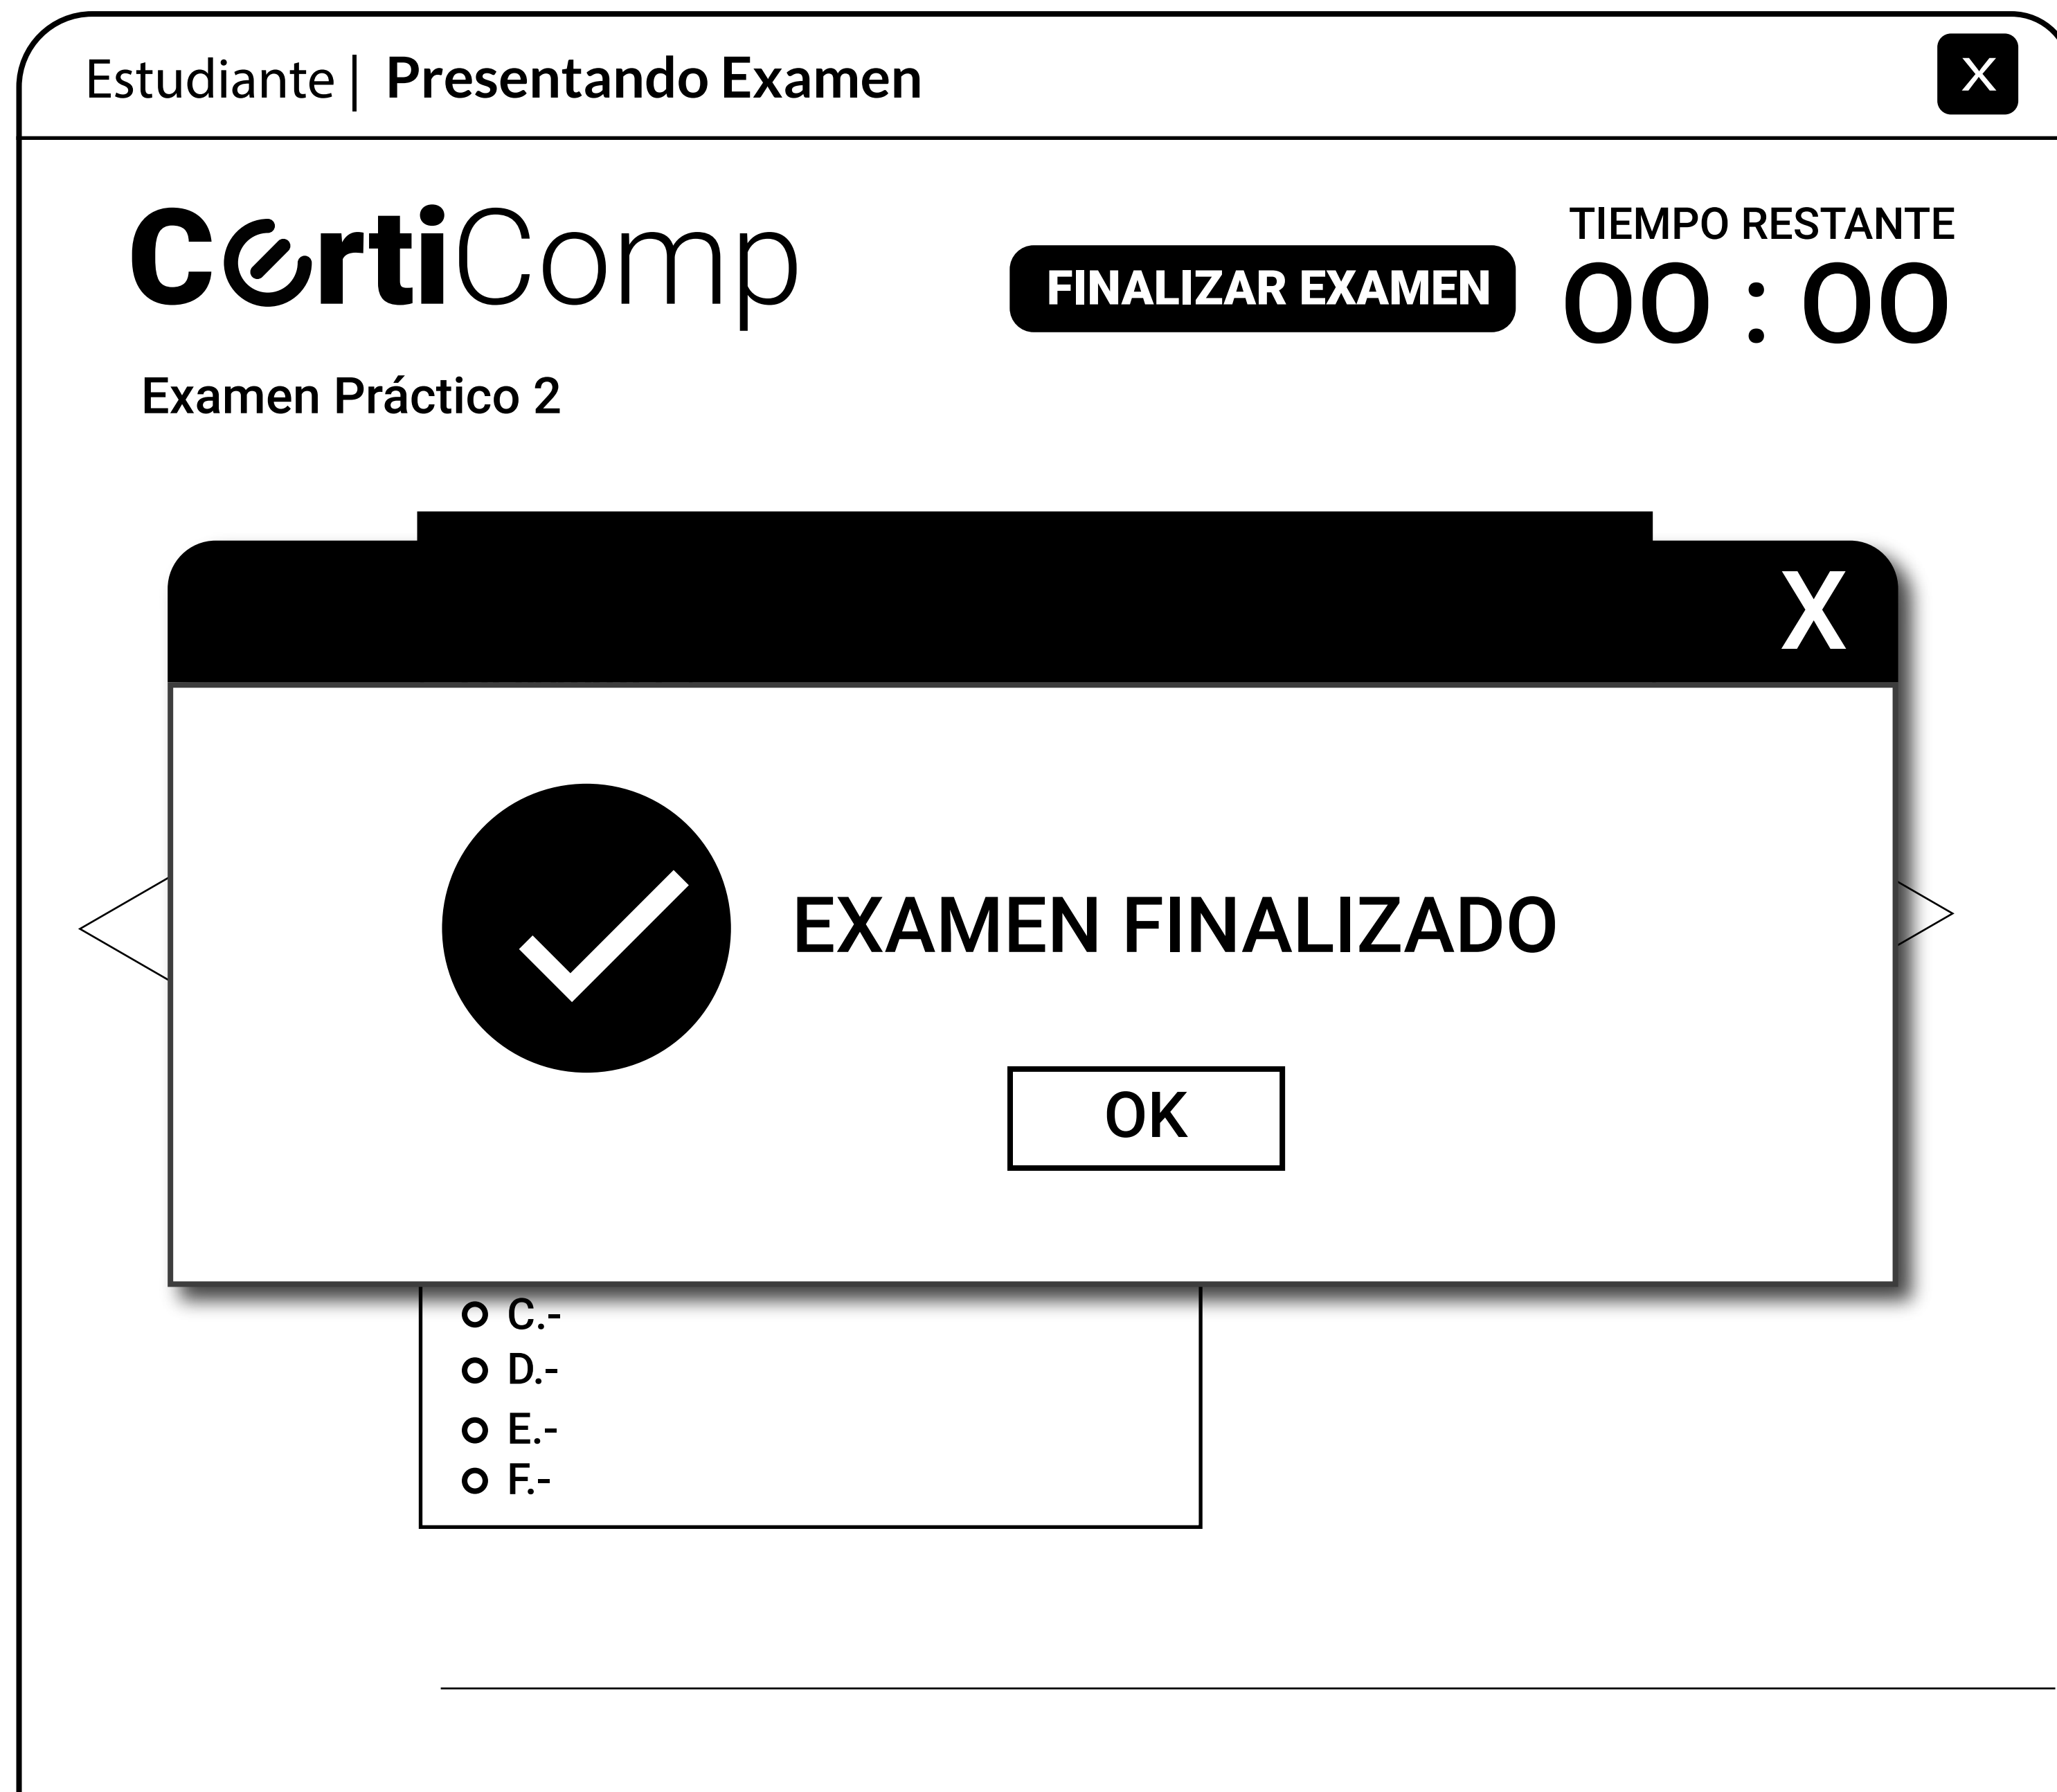 Estudiante | Presentando Examen
X
CertiComp
FINALIZAR EXAMEN
TIEMPO RESTANTE
00 : 00
Examen Práctico 2
X
EXAMEN FINALIZADO
OK
C.-
D.-
E.-
F.-